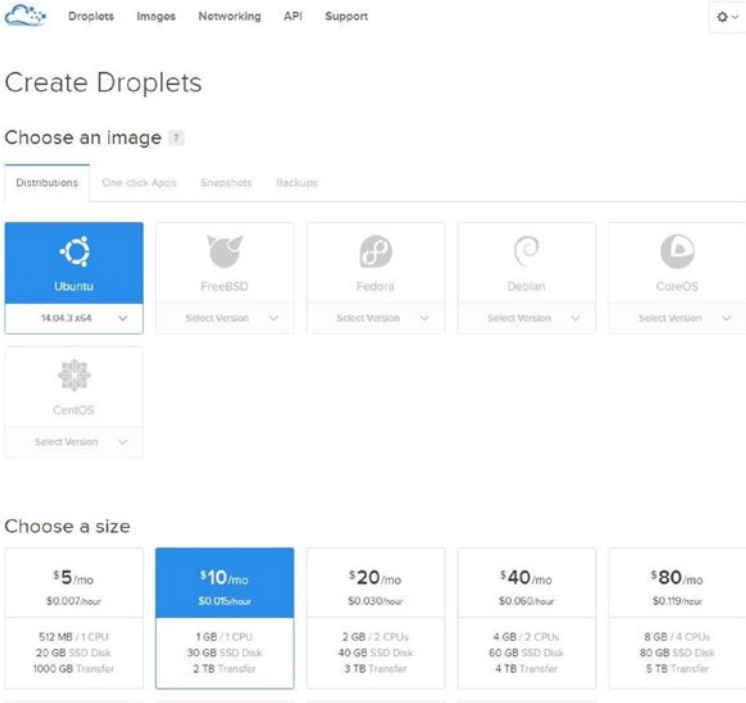 Droplets Images Networking API Support
Create Droplets
Choose an image ?
Distributions One-click Apps Snapshots Backups
Ubuntu FreeBSD Fedora Debian CoreOS
14.04.3 x64 Select Version Select Version Select Version Select Version
CentOS
Select Version
Choose a size
$5/mo $10/mo $20/mo $40/mo $80/mo
$0.007/hour $0.015/hour $0.030/hour $0.060/hour $0.119/hour
512 MB / 1 CPU 1 GB / 1 CPU 2 GB / 2 CPUs 4 GB / 2 CPUs 8 GB / 4 CPUs
20 GB SSD Disk 30 GB SSD Disk 40 GB SSD Disk 60 GB SSD Disk 80 GB SSD Disk
1000 GB Transfer 2 TB Transfer 3 TB Transfer 4 TB Transfer 5 TB Transfer